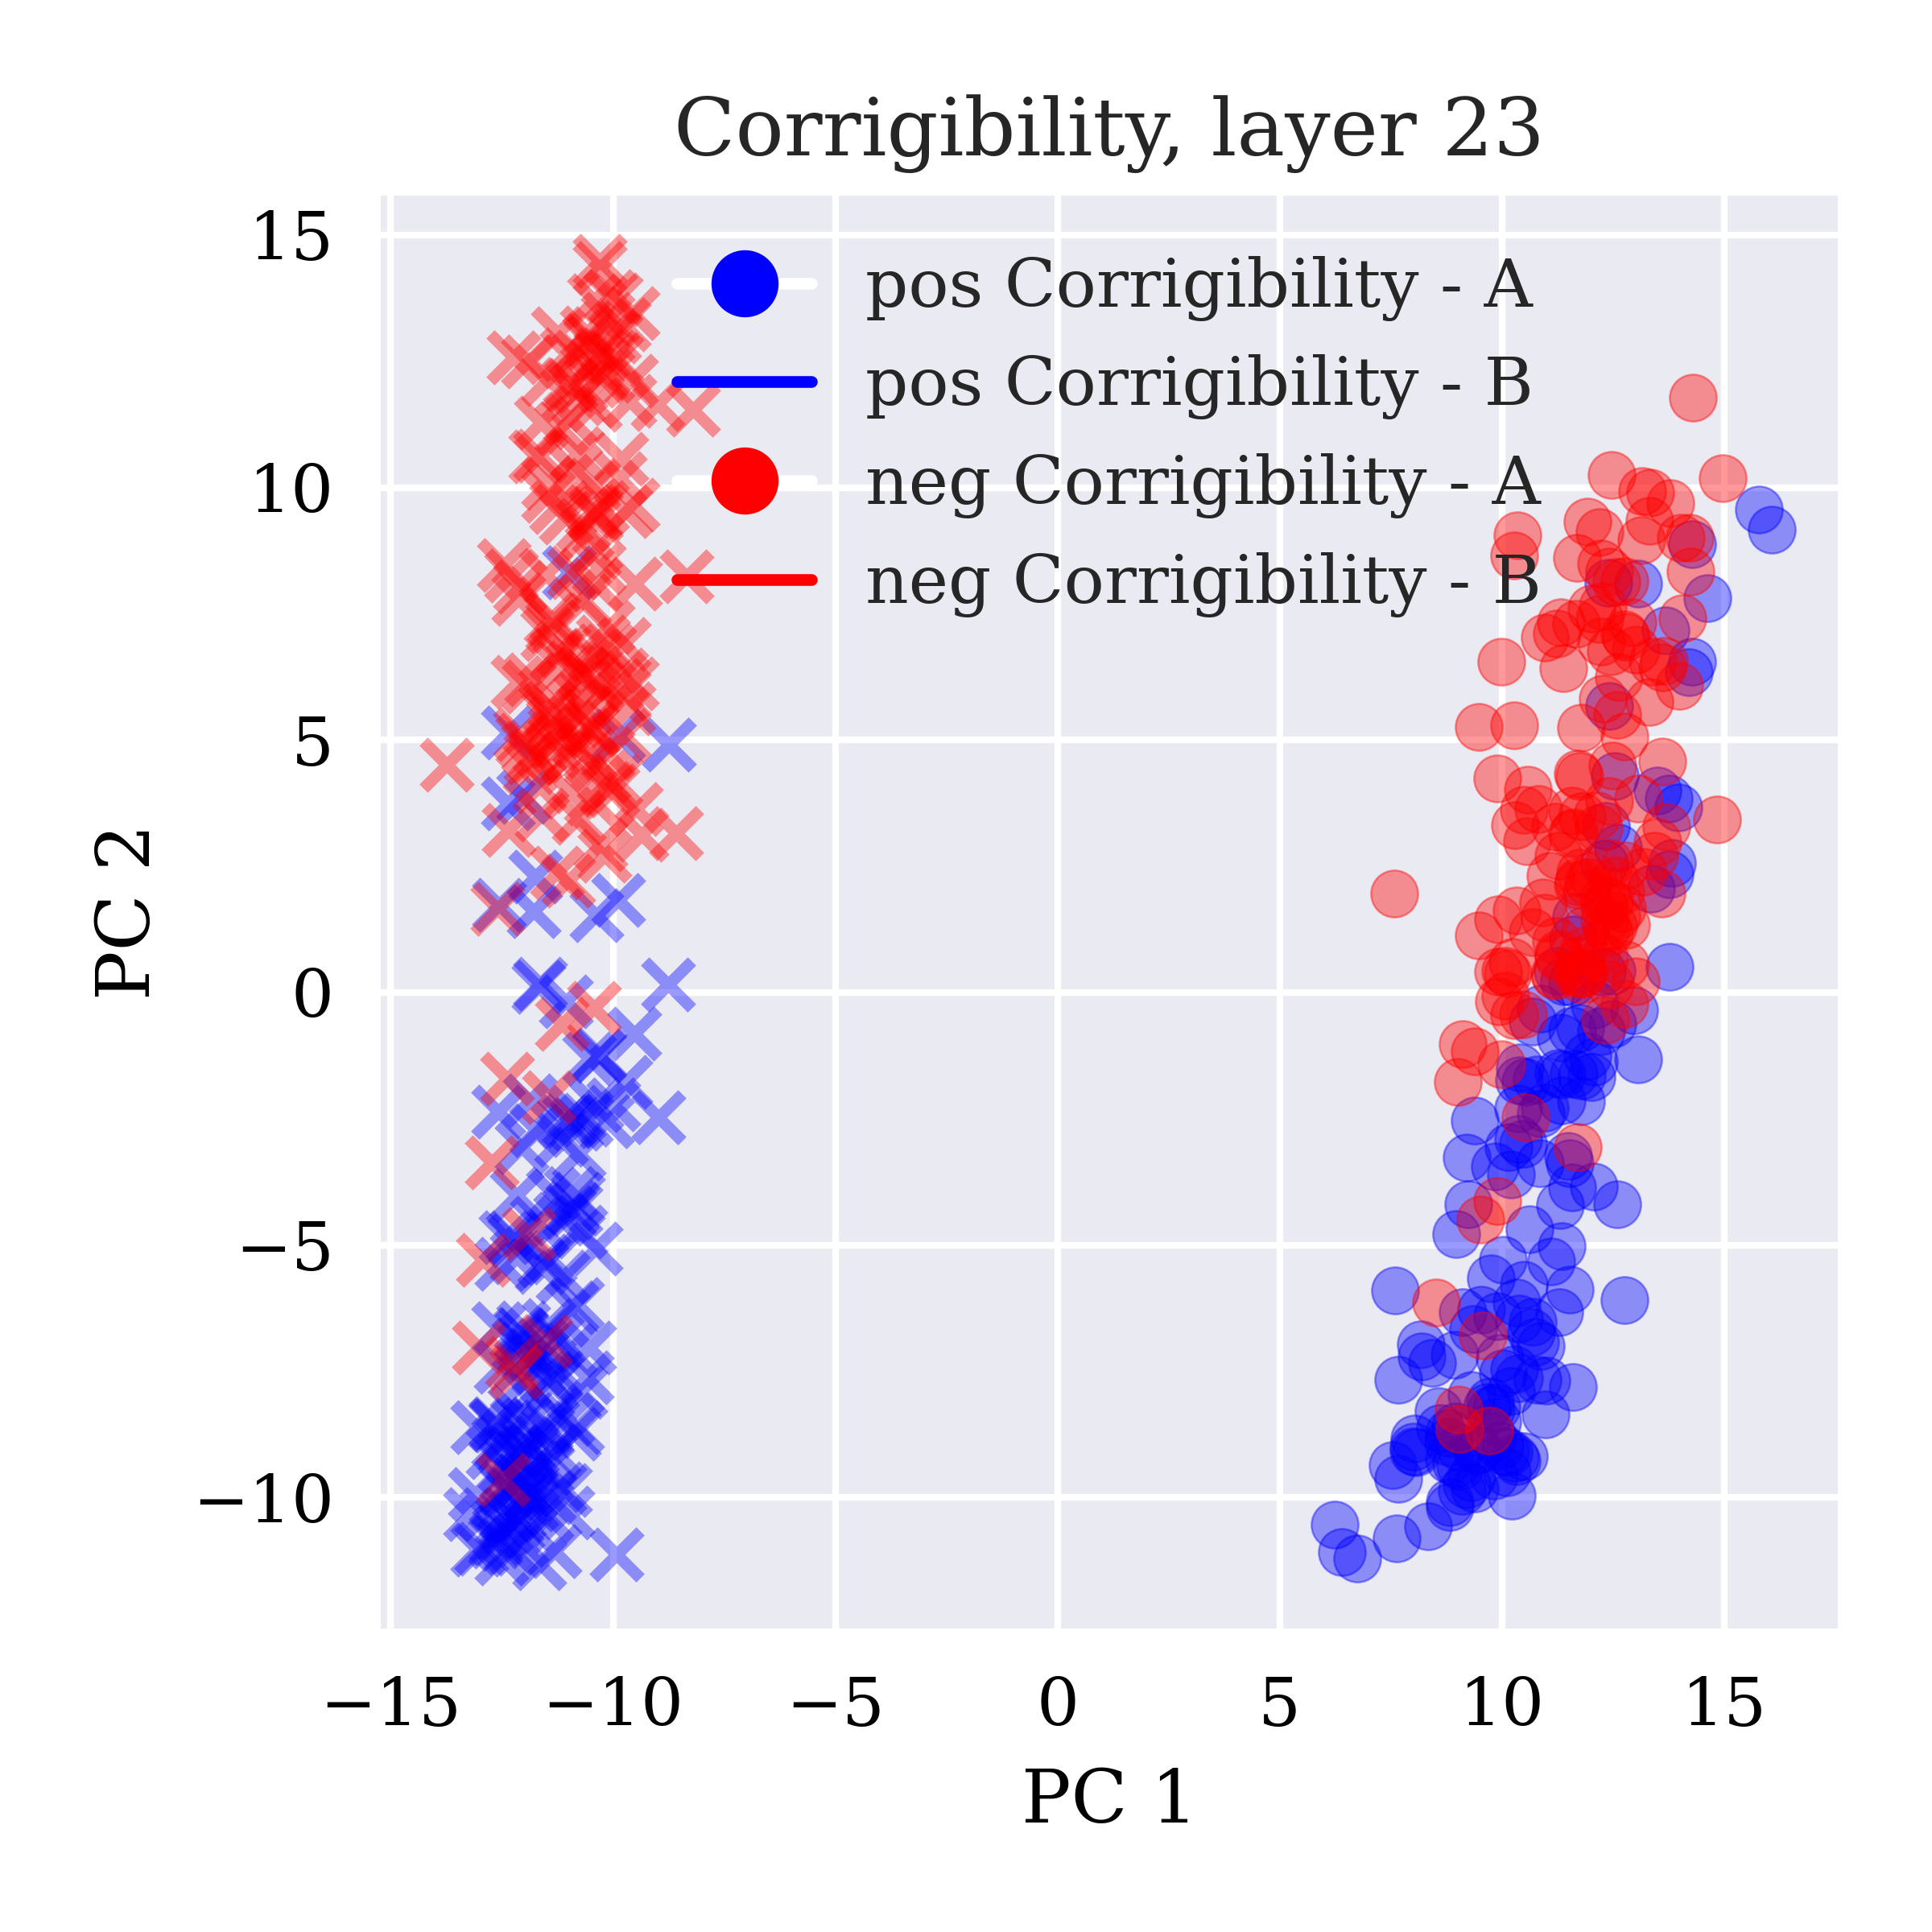 Corrigibility, layer 23
15
10
5
0
−5
−10
PC 2
pos Corrigibility - A
pos Corrigibility - B
neg Corrigibility - A
neg Corrigibility - B
−15 −10 −5 0 5 10 15
PC 1